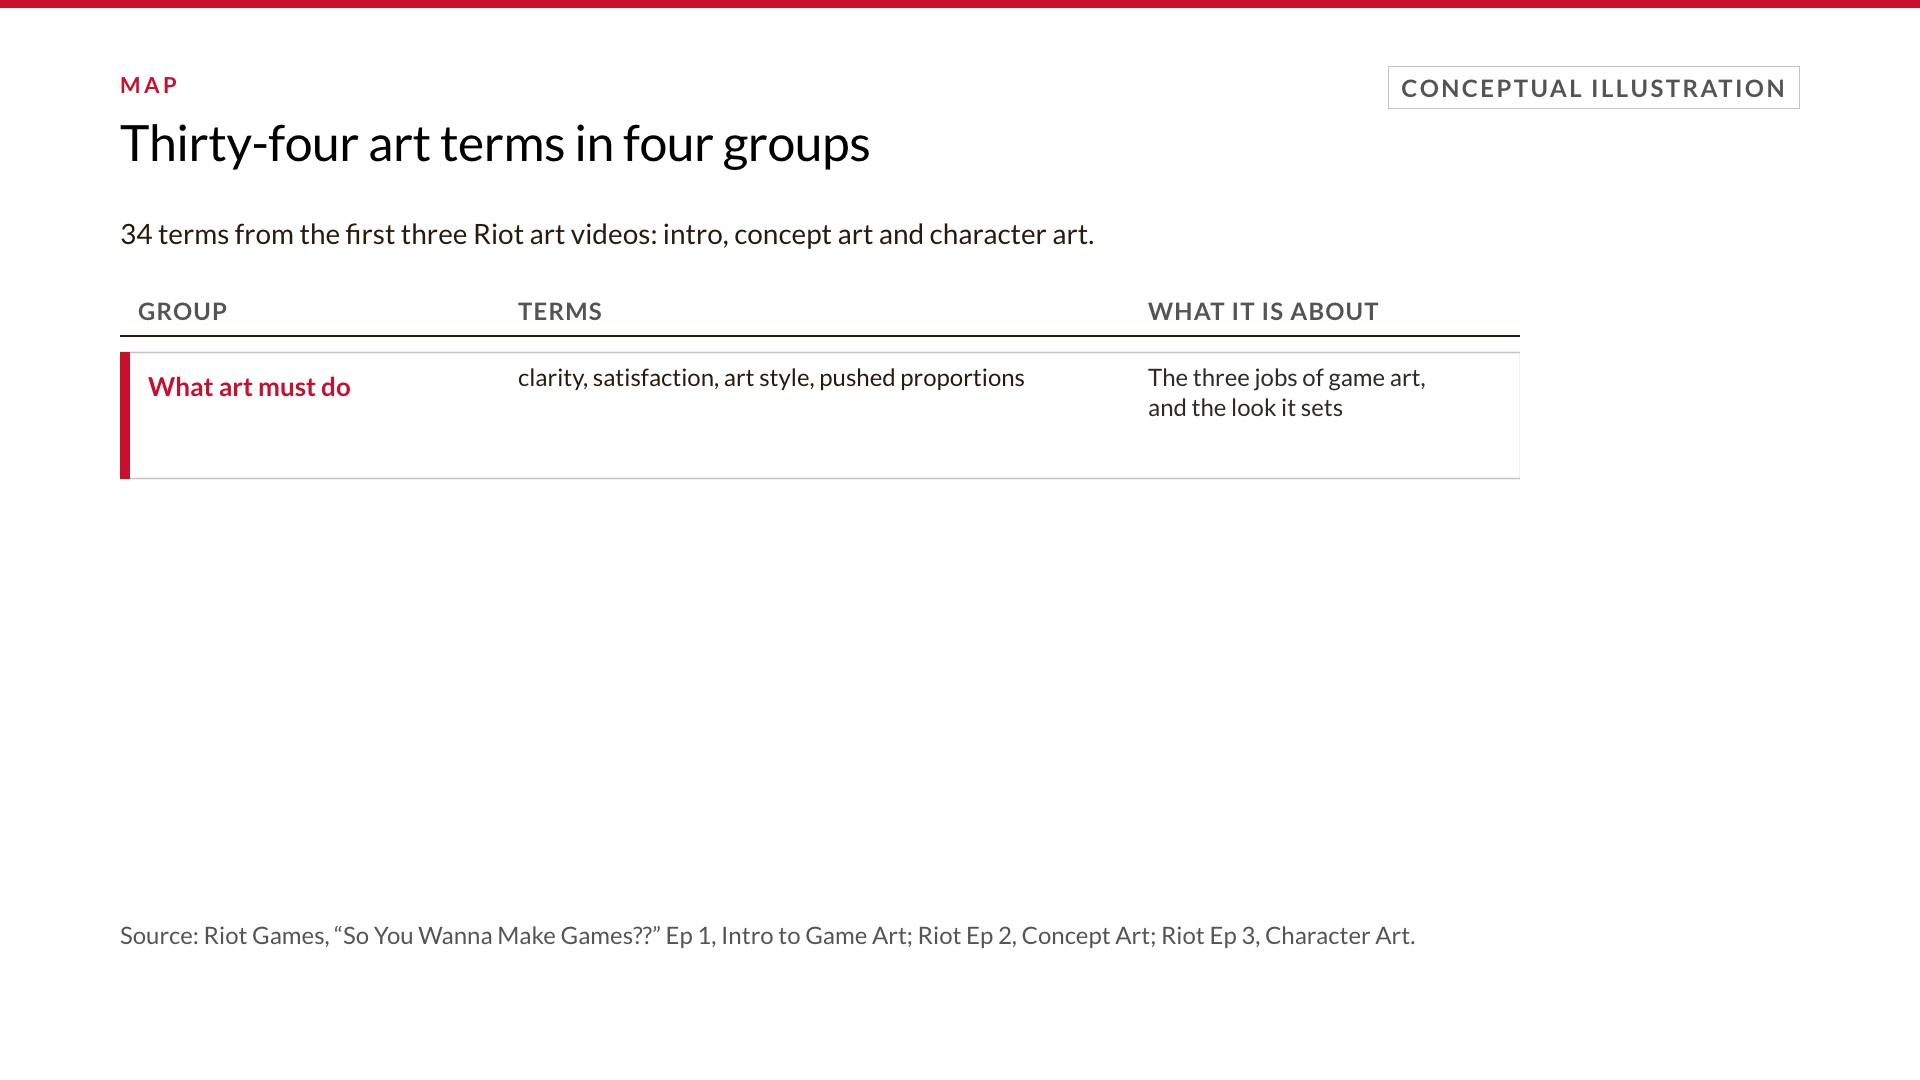 MAP
CONCEPTUAL ILLUSTRATION
Thirty-four art terms in four groups
34 terms from the first three Riot art videos: intro, concept art and character art.
GROUP
TERMS
WHAT IT IS ABOUT
What art must do
clarity, satisfaction, art style, pushed proportions
The three jobs of game art,
and the look it sets
Source: Riot Games, “So You Wanna Make Games??” Ep 1, Intro to Game Art; Riot Ep 2, Concept Art; Riot Ep 3, Character Art.